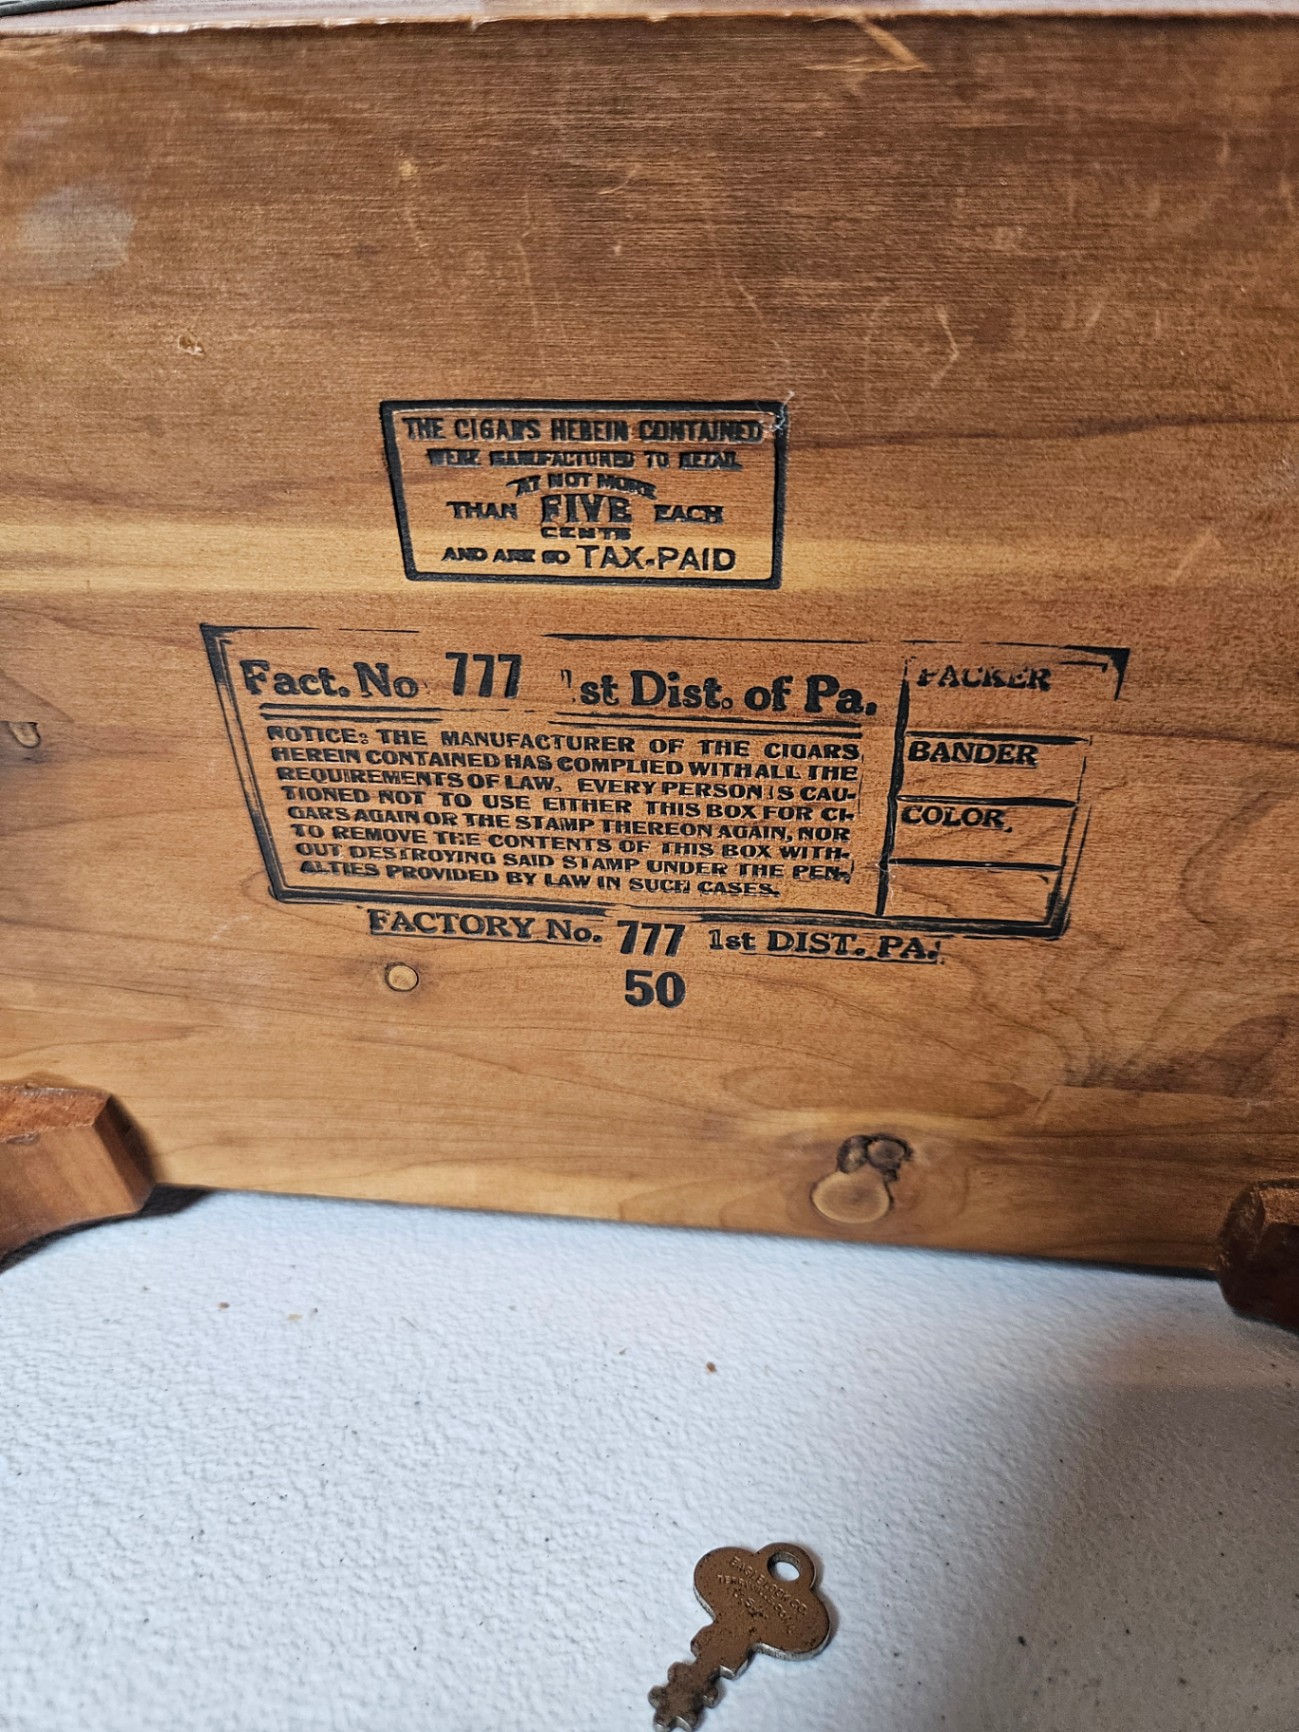 THE CIGARS HEREIN CONTAINED
WERE MANUFACTURED TO RETAIL
AT NOT MORE
THAN FIVE EACH
CENTS
AND ARE SO TAX-PAID
Fact. No 777 1st Dist. of Pa.
NOTICE: THE MANUFACTURER OF THE CIGARS
HEREIN CONTAINED HAS COMPLIED WITH ALL THE
REQUIREMENTS OF LAW. EVERY PERSON IS CAU-
TIONED NOT TO USE EITHER THIS BOX FOR CI-
GARS AGAIN OR THE STAMP THEREON AGAIN, NOR
TO REMOVE THE CONTENTS OF THIS BOX WITH-
OUT DESTROYING SAID STAMP UNDER THE PEN-
ALTIES PROVIDED BY LAW IN SUCH CASES.
PACKER
BANDER
COLOR
FACTORY No. 777 1st DIST. PA.
50
EAGLE LOCK CO.